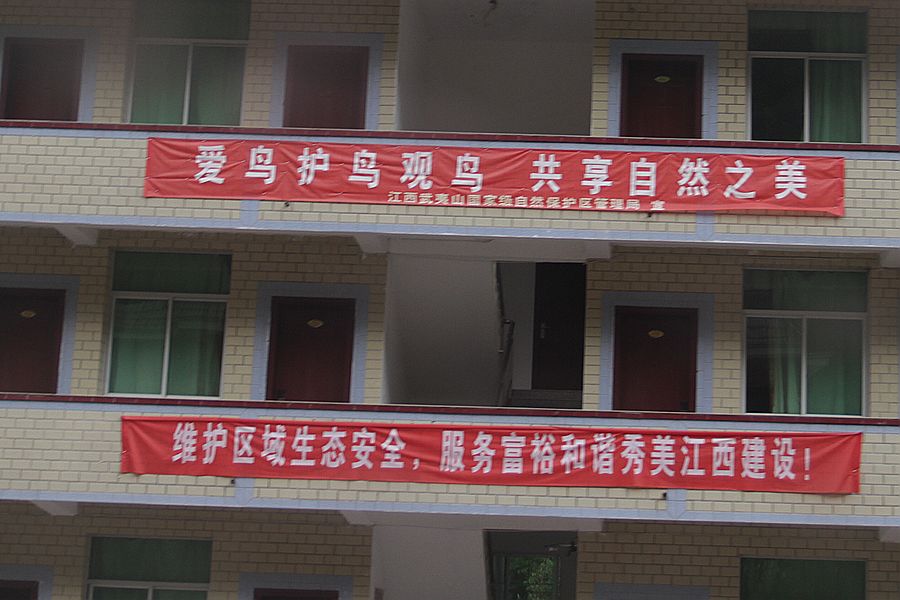 爱鸟护鸟观鸟 共享自然之美
江西武夷山国家级自然保护区管理局 宣
维护区域生态安全，服务富裕和谐秀美江西建设！